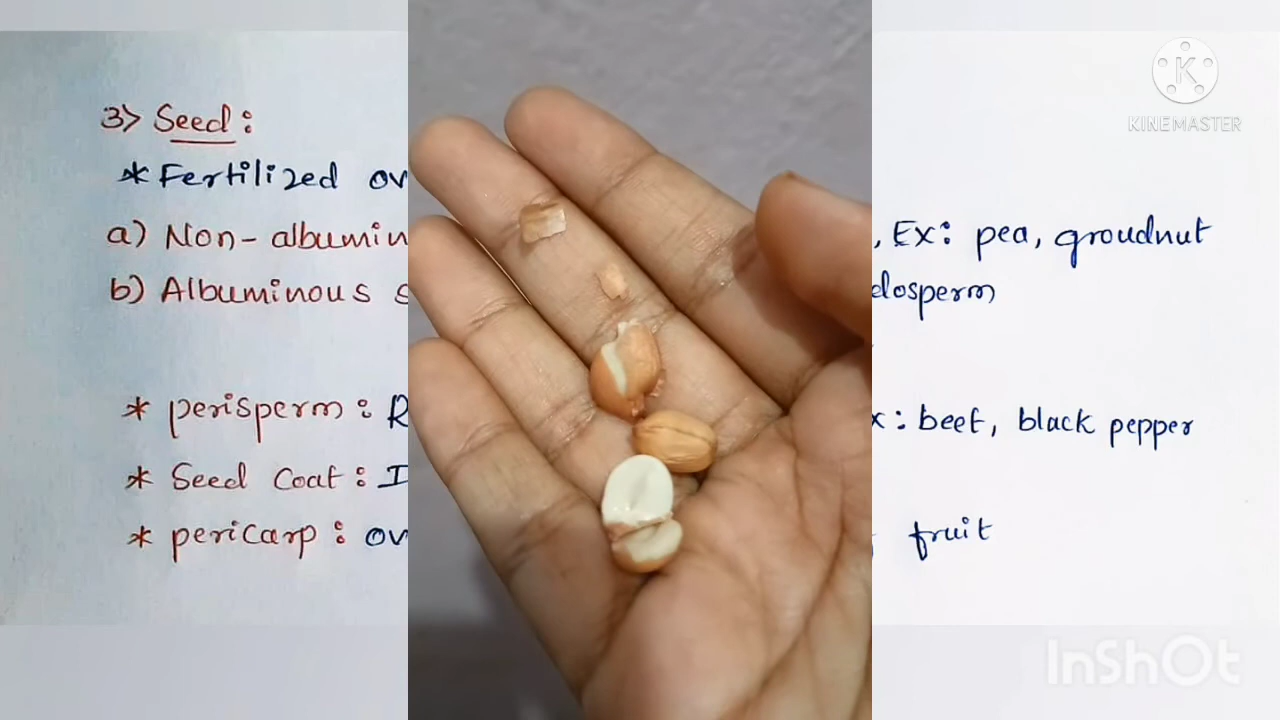 3> Seed:
KINEMASTER
* Fertilized ov
a) Non-albumin , Ex: pea, groudnut
b) Albuminous s dosperm
* perisperm: R x: beet, black pepper
* Seed Coat: I
* pericarp: ov fruit
InShOt